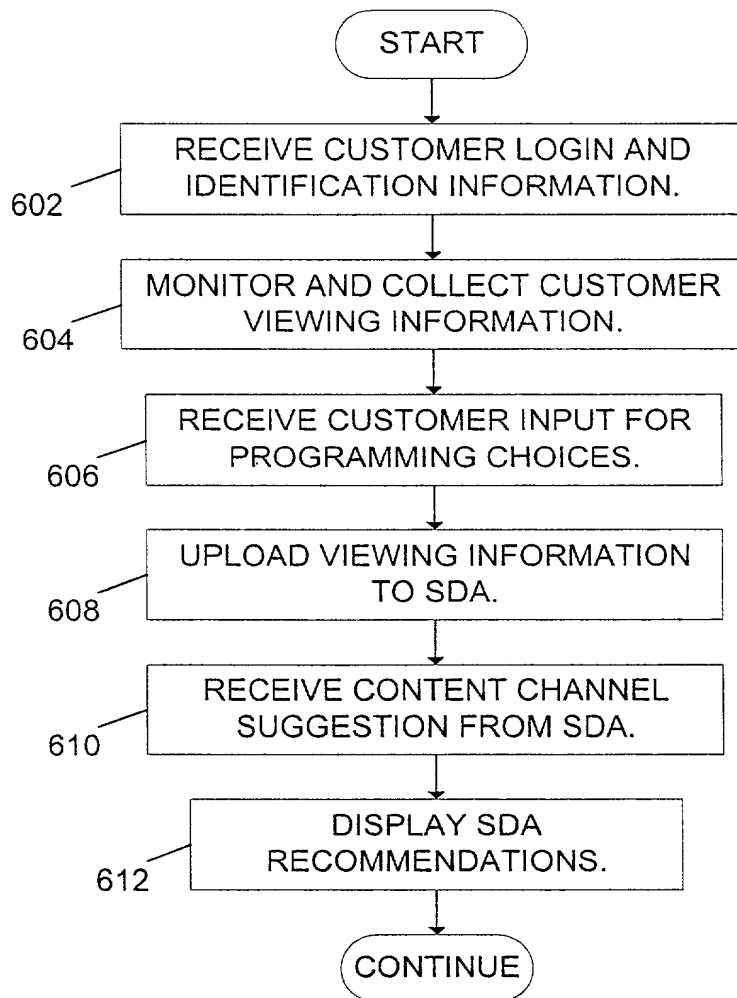 START
RECEIVE CUSTOMER LOGIN AND
IDENTIFICATION INFORMATION.
602
MONITOR AND COLLECT CUSTOMER
VIEWING INFORMATION.
604
RECEIVE CUSTOMER INPUT FOR
PROGRAMMING CHOICES.
606
UPLOAD VIEWING INFORMATION
TO SDA.
608
RECEIVE CONTENT CHANNEL
SUGGESTION FROM SDA.
610
DISPLAY SDA
RECOMMENDATIONS.
612
CONTINUE